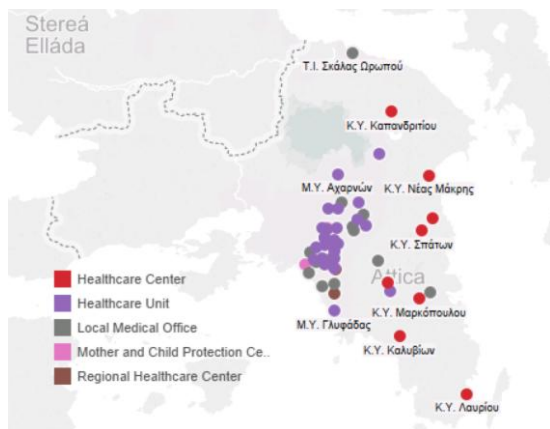 Stereá
Elláda
Τ.Ι. Σκάλας Ωρωπού
Κ.Υ. Καπανδριτίου
Μ.Υ. Αχαρνών
Κ.Υ. Νέας Μάκρης
Κ.Υ. Σπάτων
Attica
Κ.Υ. Μαρκόπουλου
Μ.Υ. Γλυφάδας
Κ.Υ. Καλυβίων
Κ.Υ. Λαυρίου
Healthcare Center
Healthcare Unit
Local Medical Office
Mother and Child Protection Ce..
Regional Healthcare Center